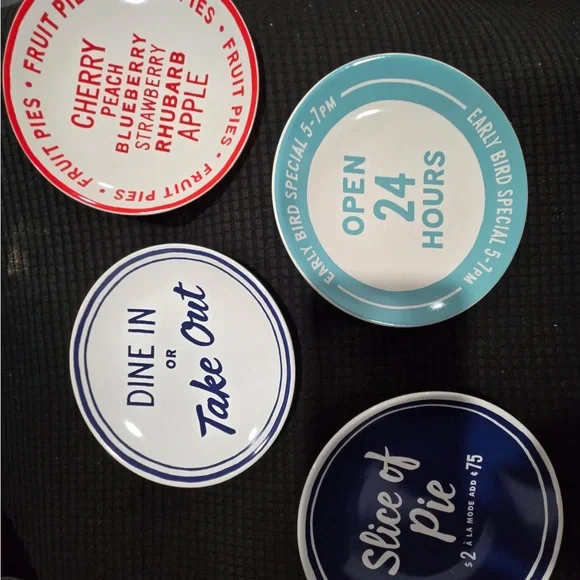 FRUIT PIES • FRUIT PIES • FRUIT PIES • FRUIT PIES •
CHERRY
PEACH
BLUEBERRY
STRAWBERRY
RHUBARB
APPLE
EARLY BIRD SPECIAL 5-7PM
OPEN
24
HOURS
EARLY BIRD SPECIAL 5-7PM
DINE IN
OR
Take Out
Slice of
Pie
$2 À LA MODE ADD ¢75